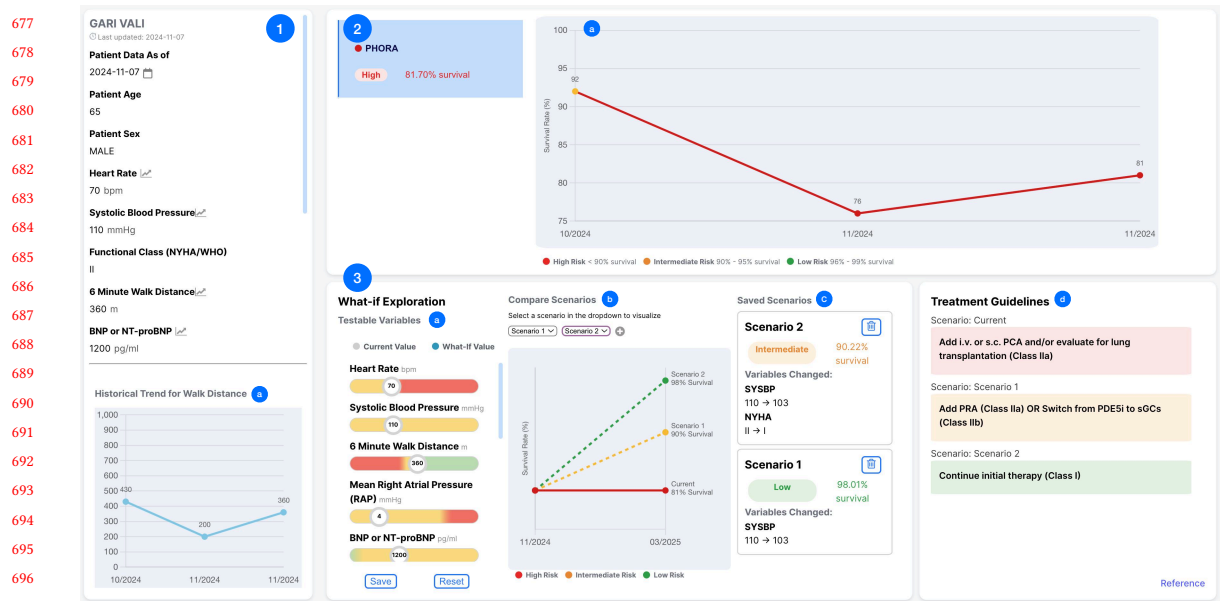 677
678
679
680
681
682
683
684
685
686
687
688
689
690
691
692
693
694
695
696
GARI VALI
Last updated: 2024-11-07
1
Patient Data As of
2024-11-07
Patient Age
65
Patient Sex
MALE
Heart Rate
70 bpm
Systolic Blood Pressure
110 mmHg
Functional Class (NYHA/WHO)
II
6 Minute Walk Distance
360 m
BNP or NT-proBNP
1200 pg/ml
Historical Trend for Walk Distance a
1,000
900
800
700
600
500
400
300
200
100
0
430
200
360
10/2024 11/2024 11/2024
2
PHORA
High 81.70% survival
a
100
95
90
85
80
75
Survival Rate (%)
92
76
81
10/2024 11/2024 11/2024
High Risk < 90% survival Intermediate Risk 90% - 95% survival Low Risk 96% - 99% survival
3
What-if Exploration
Testable Variables a
Current Value What-If Value
Heart Rate bpm
70
Systolic Blood Pressure mmHg
110
6 Minute Walk Distance m
360
Mean Right Atrial Pressure
(RAP) mmHg
4
BNP or NT-proBNP pg/ml
1200
Save Reset
Compare Scenarios b
Select a scenario in the dropdown to visualize
Scenario 1 Scenario 2
Survival Rate (%)
Scenario 2
98% Survival
Scenario 1
90% Survival
Current
81% Survival
11/2024 03/2025
High Risk Intermediate Risk Low Risk
Saved Scenarios C
Scenario 2
Intermediate 90.22%
survival
Variables Changed:
SYSBP
110 → 103
NYHA
II → I
Scenario 1
Low 98.01%
survival
Variables Changed:
SYSBP
110 → 103
Treatment Guidelines d
Scenario: Current
Add i.v. or s.c. PCA and/or evaluate for lung
transplantation (Class IIa)
Scenario: Scenario 1
Add PRA (Class IIa) OR Switch from PDE5i to sGCs
(Class IIb)
Scenario: Scenario 2
Continue initial therapy (Class I)
Reference